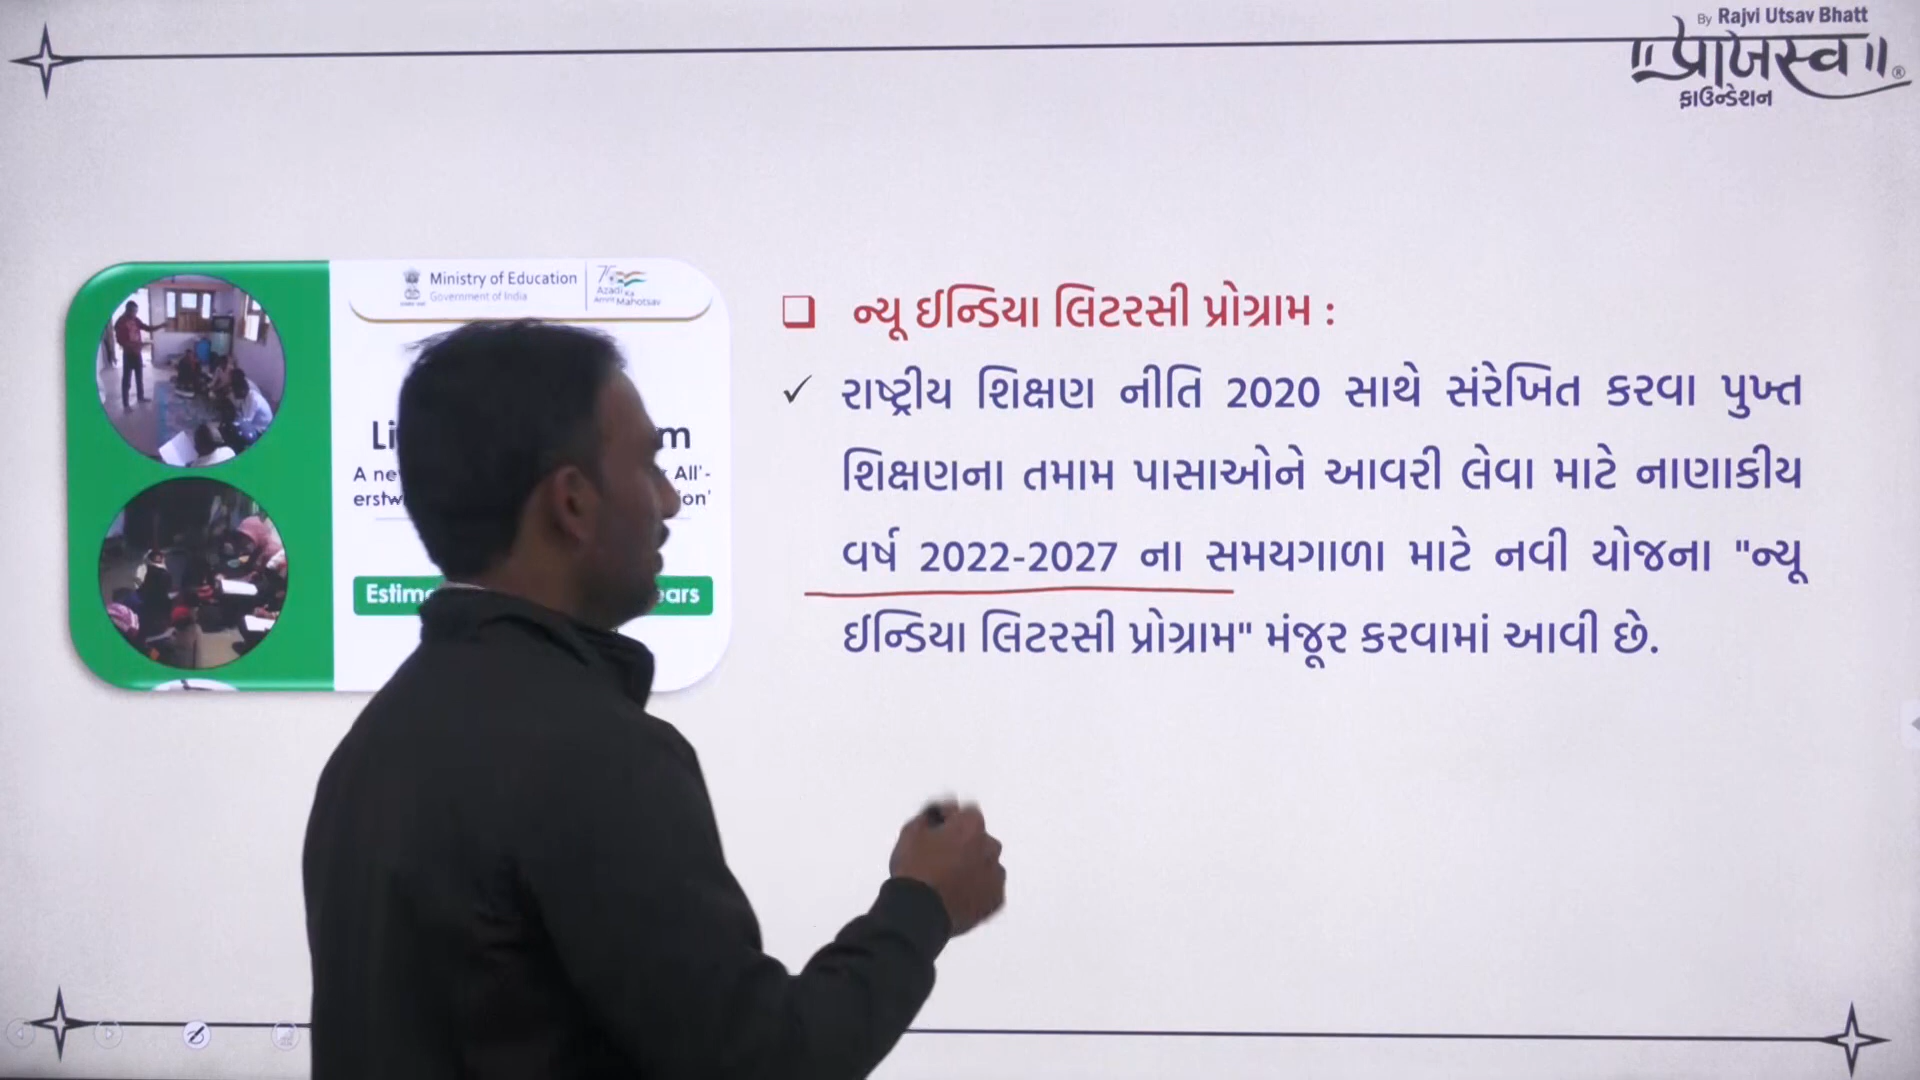 By Rajvi Utsav Bhatt
॥પ્રાજસ્વ॥®
ફાઉન્ડેશન
Ministry of Education
Government of India
Azadi Ka
Amrit Mahotsav
A
All'-
❑ ન્યૂ ઈન્ડિયા લિટરસી પ્રોગ્રામ :
✓ રાષ્ટ્રીય શિક્ષણ નીતિ 2020 સાથે સંરેખિત કરવા પુખ્ત
શિક્ષણના તમામ પાસાઓને આવરી લેવા માટે નાણાકીય
વર્ષ 2022-2027 ના સમયગાળા માટે નવી યોજના "ન્યૂ
ઈન્ડિયા લિટરસી પ્રોગ્રામ" મંજૂર કરવામાં આવી છે.